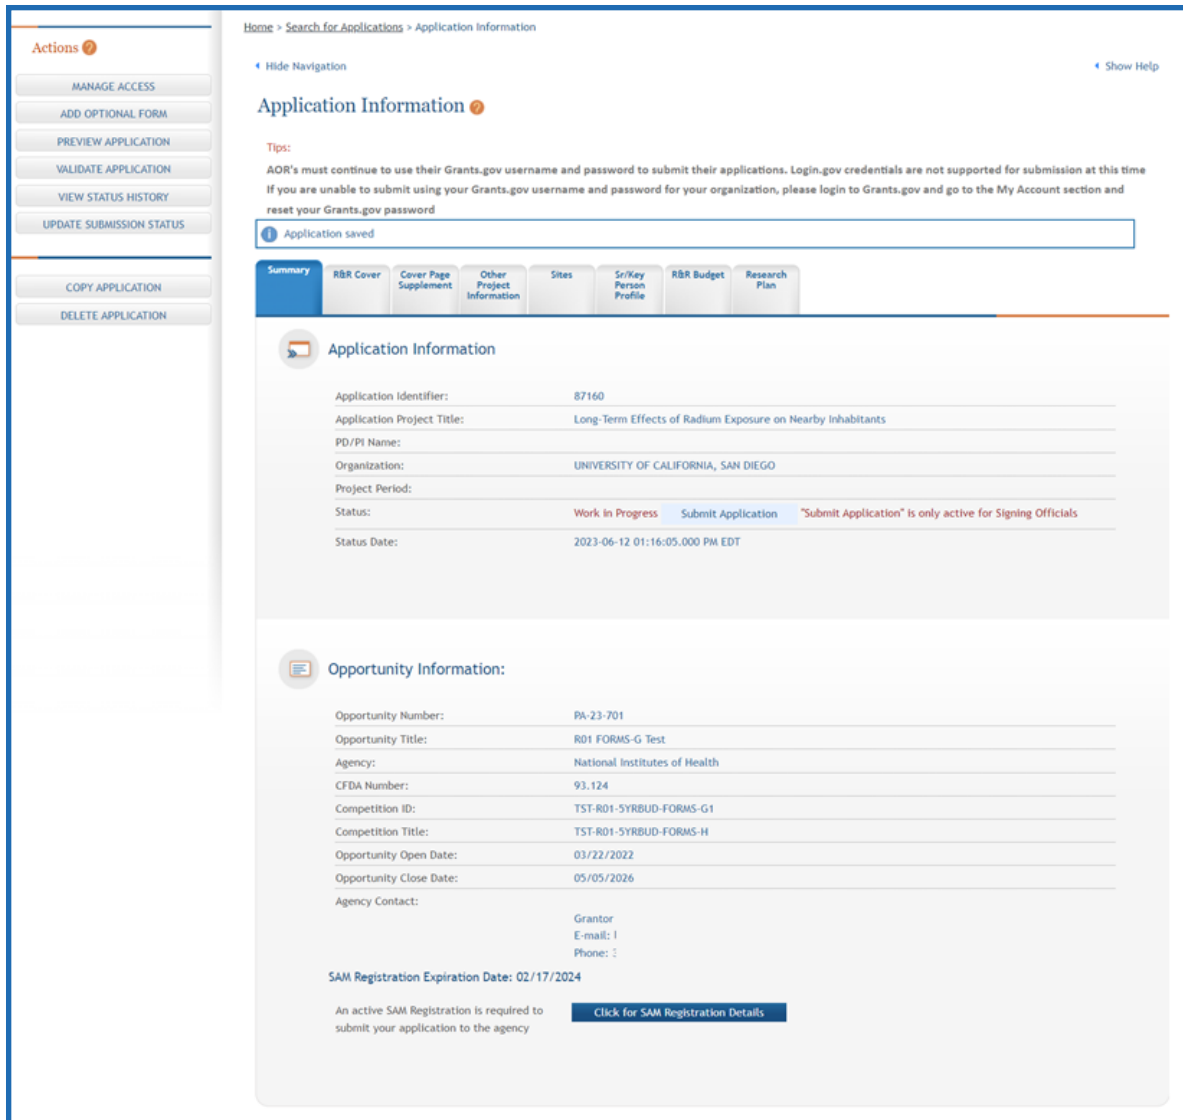 Home > Search for Applications > Application Information
Actions ?
MANAGE ACCESS
ADD OPTIONAL FORM
PREVIEW APPLICATION
VALIDATE APPLICATION
VIEW STATUS HISTORY
UPDATE SUBMISSION STATUS
COPY APPLICATION
DELETE APPLICATION
Hide Navigation
Show Help
Application Information ?
Tips:
AOR's must continue to use their Grants.gov username and password to submit their applications. Login.gov credentials are not supported for submission at this time
If you are unable to submit using your Grants.gov username and password for your organization, please login to Grants.gov and go to the My Account section and
reset your Grants.gov password
i Application saved
Summary
R&R Cover
Cover Page
Supplement
Other
Project
Information
Sites
Sr/Key
Person
Profile
R&R Budget
Research
Plan
Application Information
Application Identifier: 87160
Application Project Title: Long-Term Effects of Radium Exposure on Nearby Inhabitants
PD/PI Name:
Organization: UNIVERSITY OF CALIFORNIA, SAN DIEGO
Project Period:
Status: Work in Progress Submit Application "Submit Application" is only active for Signing Officials
Status Date: 2023-06-12 01:16:05.000 PM EDT
Opportunity Information:
Opportunity Number: PA-23-701
Opportunity Title: R01 FORMS-G Test
Agency: National Institutes of Health
CFDA Number: 93.124
Competition ID: TST-R01-5YRBUD-FORMS-G1
Competition Title: TST-R01-5YRBUD-FORMS-H
Opportunity Open Date: 03/22/2022
Opportunity Close Date: 05/05/2026
Agency Contact:
Grantor
E-mail:
Phone:
SAM Registration Expiration Date: 02/17/2024
An active SAM Registration is required to
submit your application to the agency
Click for SAM Registration Details